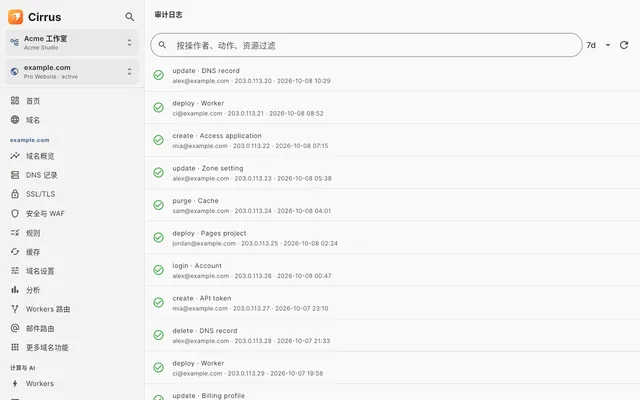 Cirrus
Acme 工作室
Acme Studio
example.com
Pro Website · active
首页
域名
example.com
域名概览
DNS 记录
SSL/TLS
安全与 WAF
规则
缓存
域名设置
分析
Workers 路由
邮件路由
更多域名功能
计算与 AI
Workers
审计日志
按操作者、动作、资源过滤
7d
update · DNS record
alex@example.com · 203.0.113.20 · 2026-10-08 10:29
deploy · Worker
ci@example.com · 203.0.113.21 · 2026-10-08 08:52
create · Access application
mia@example.com · 203.0.113.22 · 2026-10-08 07:15
update · Zone setting
alex@example.com · 203.0.113.23 · 2026-10-08 05:38
purge · Cache
sam@example.com · 203.0.113.24 · 2026-10-08 04:01
deploy · Pages project
jordan@example.com · 203.0.113.25 · 2026-10-08 02:24
login · Account
alex@example.com · 203.0.113.26 · 2026-10-08 00:47
create · API token
mia@example.com · 203.0.113.27 · 2026-10-07 23:10
delete · DNS record
alex@example.com · 203.0.113.28 · 2026-10-07 21:33
deploy · Worker
ci@example.com · 203.0.113.29 · 2026-10-07 19:56
update · Billing profile